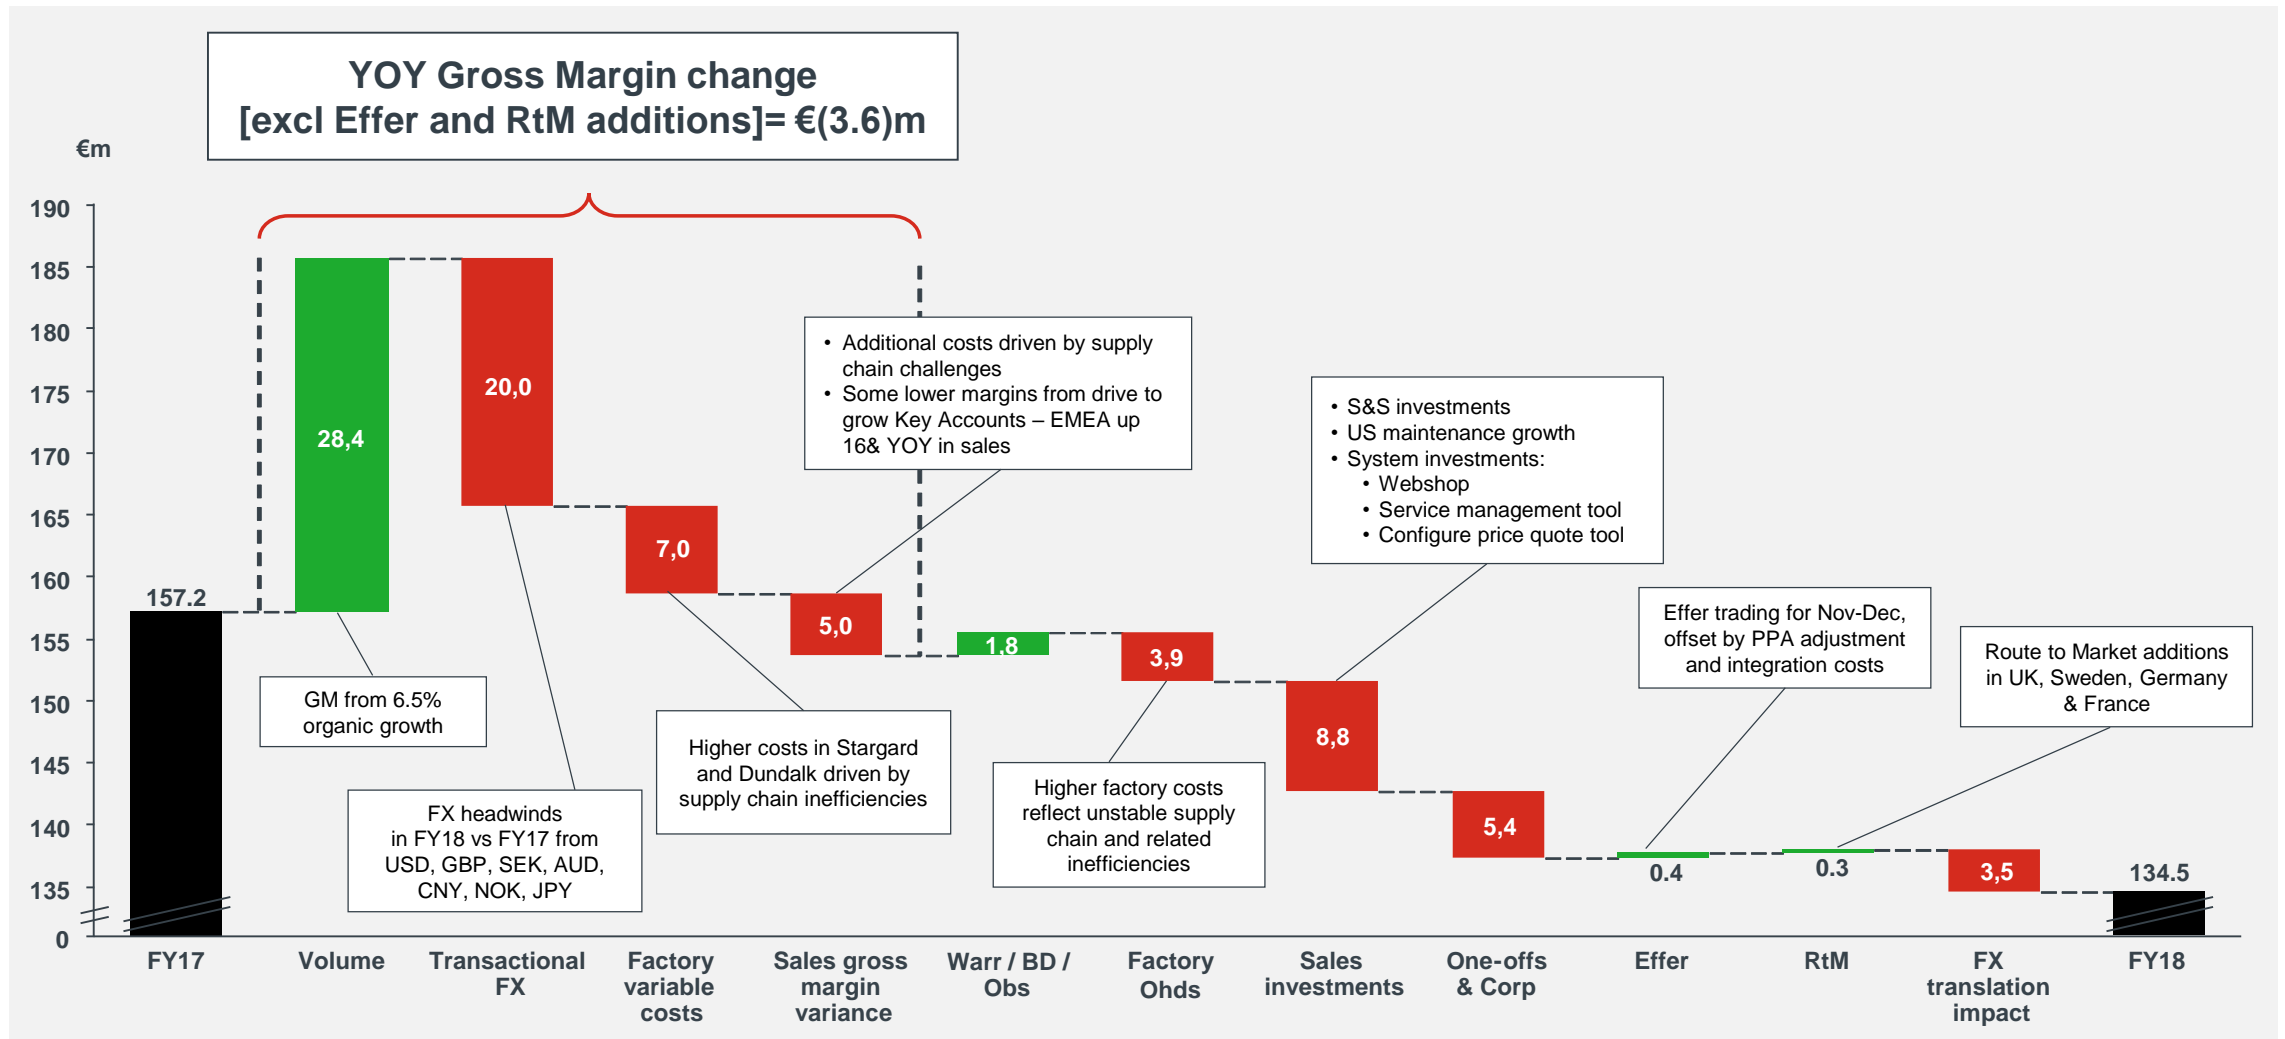 YOY Gross Margin change
[excl Effer and RtM additions]= €(3.6)m
€m
190
185
180
175
170
165
160
155
150
145
140
135
0
157.2
28,4
20,0
7,0
5,0
1,8
3,9
8,8
5,4
0.4
0.3
3,5
134.5
• Additional costs driven by supply
chain challenges
• Some lower margins from drive to
grow Key Accounts – EMEA up
16& YOY in sales
• S&S investments
• US maintenance growth
• System investments:
• Webshop
• Service management tool
• Configure price quote tool
Effer trading for Nov-Dec,
offset by PPA adjustment
and integration costs
Route to Market additions
in UK, Sweden, Germany
& France
GM from 6.5%
organic growth
FX headwinds
in FY18 vs FY17 from
USD, GBP, SEK, AUD,
CNY, NOK, JPY
Higher costs in Stargard
and Dundalk driven by
supply chain inefficiencies
Higher factory costs
reflect unstable supply
chain and related
inefficiencies
FY17
Volume
Transactional
FX
Factory
variable
costs
Sales gross
margin
variance
Warr / BD /
Obs
Factory
Ohds
Sales
investments
One-offs
& Corp
Effer
RtM
FX
translation
impact
FY18